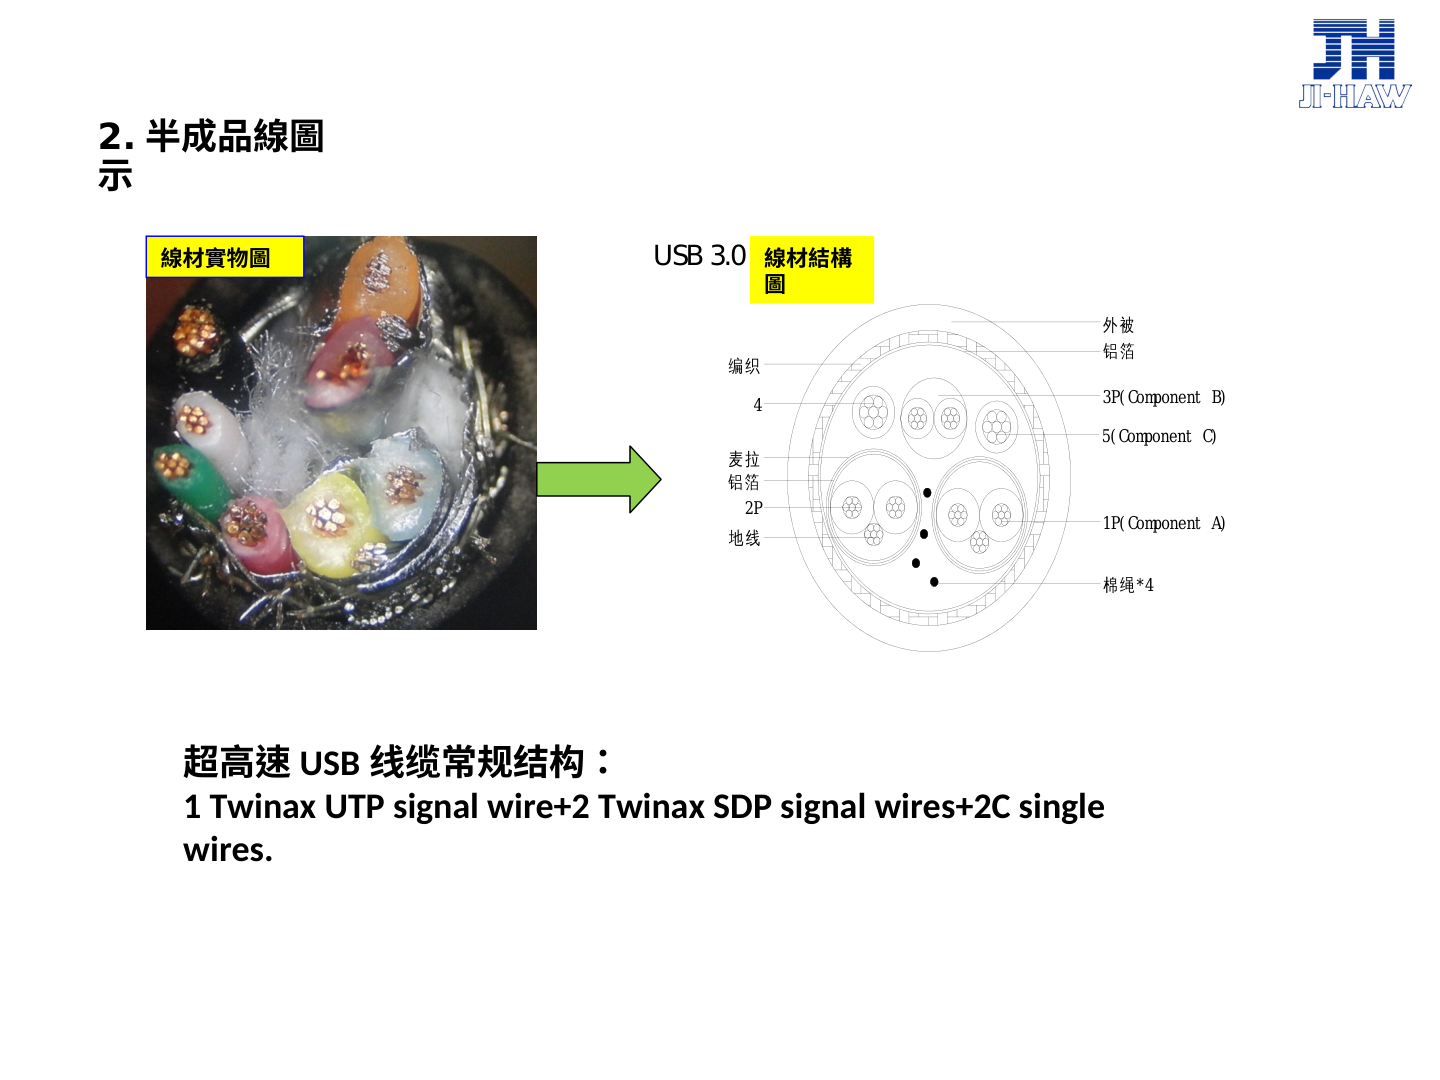 JI-HAW
2. 半成品線圖
示
線材實物圖
USB 3.0
線材結構
圖
外被
铝箔
编织
3P(Component B)
4
5(Component C)
麦拉
铝箔
2P
1P(Component A)
地线
棉绳*4
超高速 USB 线缆常规结构：
1 Twinax UTP signal wire+2 Twinax SDP signal wires+2C single
wires.